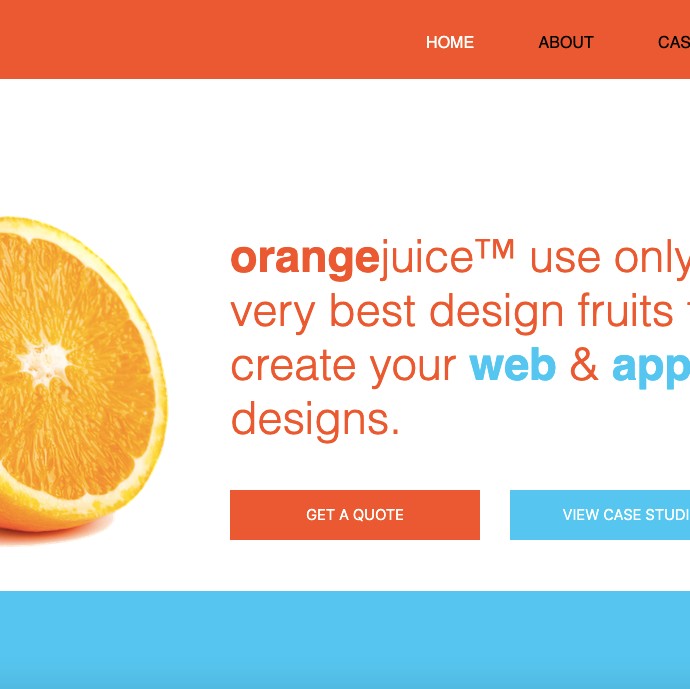 HOME ABOUT CAS
orangejuice™ use only
very best design fruits
create your web & app
designs.
GET A QUOTE VIEW CASE STUDI